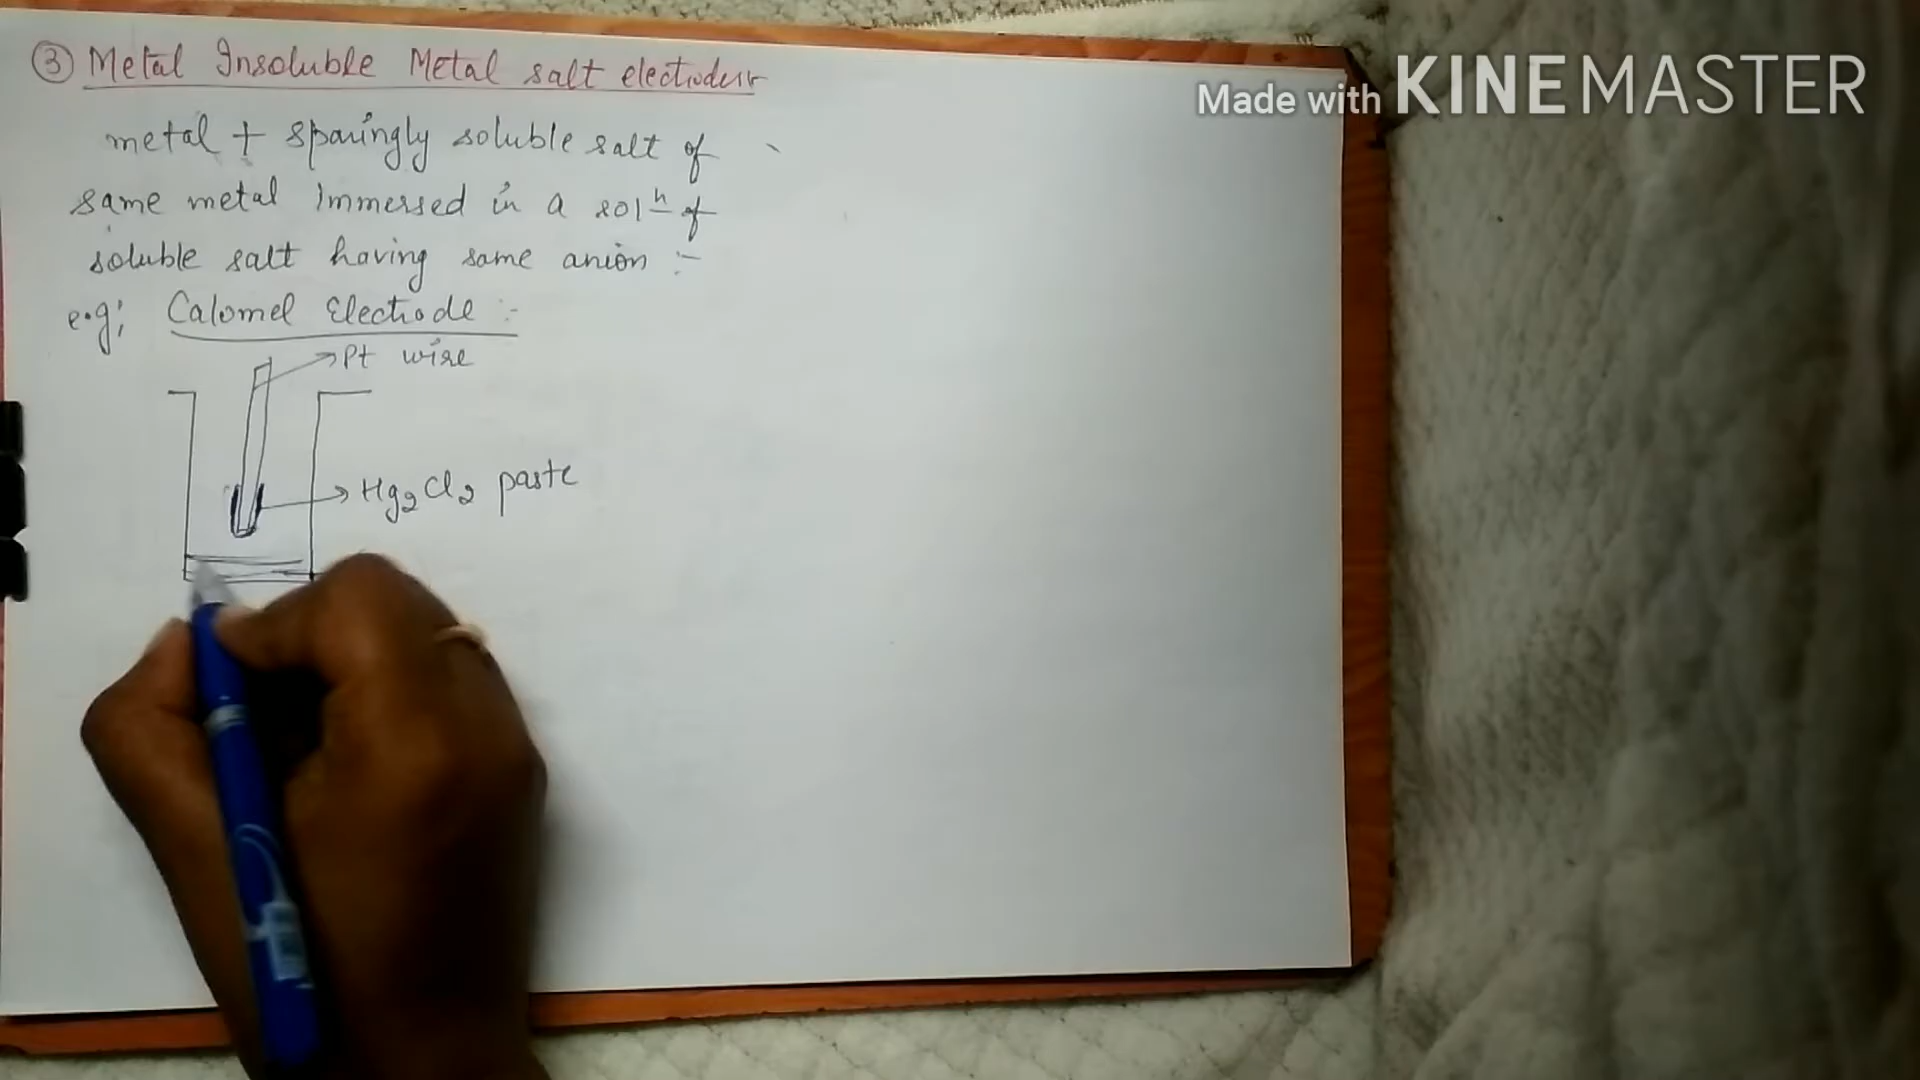 ③ Metal Insoluble Metal salt electrodes:-
metal + sparingly soluble salt of
same metal immersed in a solⁿ of
soluble salt having same anion :-
e.g; Calomel Electrode :-
Pt wire
Hg₂Cl₂ paste
Made with KINEMASTER